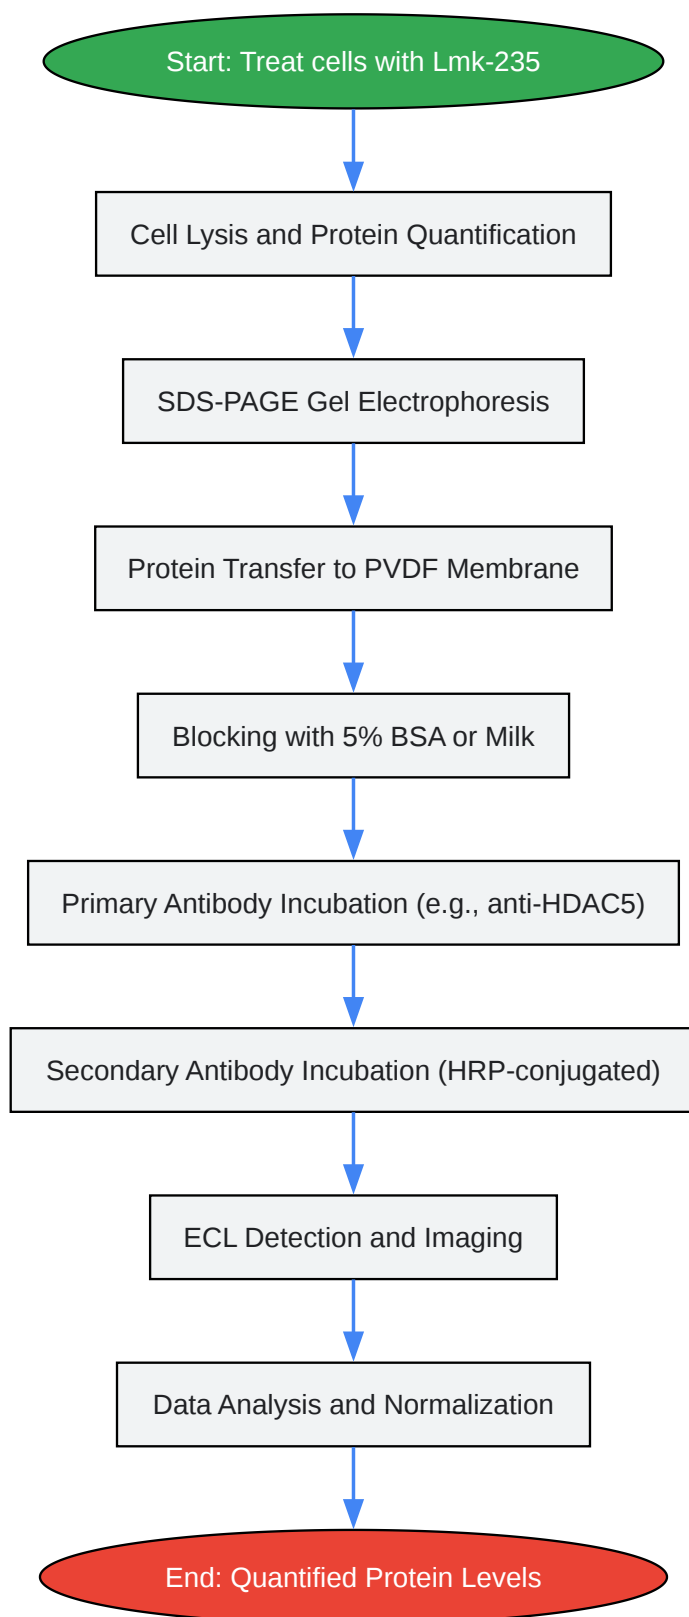 Start: Treat cells with Lmk-235
Cell Lysis and Protein Quantification
SDS-PAGE Gel Electrophoresis
Protein Transfer to PVDF Membrane
Blocking with 5% BSA or Milk
Primary Antibody Incubation (e.g., anti-HDAC5)
Secondary Antibody Incubation (HRP-conjugated)
ECL Detection and Imaging
Data Analysis and Normalization
End: Quantified Protein Levels